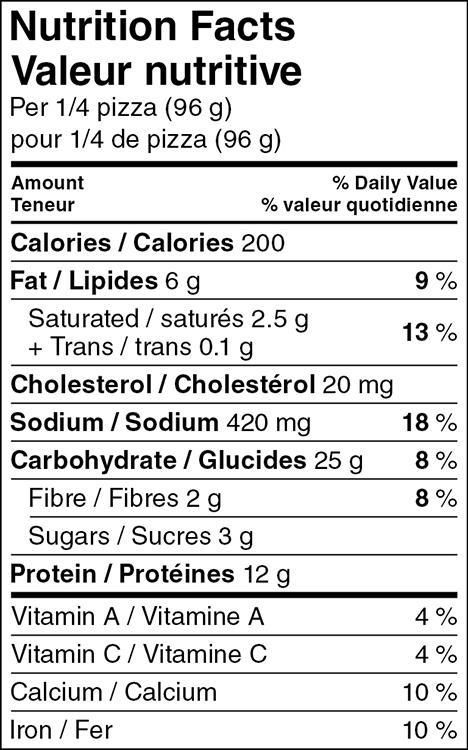 Nutrition Facts
Valeur nutritive
Per 1/4 pizza (96 g)
pour 1/4 de pizza (96 g)
Amount % Daily Value
Teneur % valeur quotidienne
Calories / Calories 200
Fat / Lipides 6 g 9 %
Saturated / saturés 2.5 g
+ Trans / trans 0.1 g 13 %
Cholesterol / Cholestérol 20 mg
Sodium / Sodium 420 mg 18 %
Carbohydrate / Glucides 25 g 8 %
Fibre / Fibres 2 g 8 %
Sugars / Sucres 3 g
Protein / Protéines 12 g
Vitamin A / Vitamine A 4 %
Vitamin C / Vitamine C 4 %
Calcium / Calcium 10 %
Iron / Fer 10 %